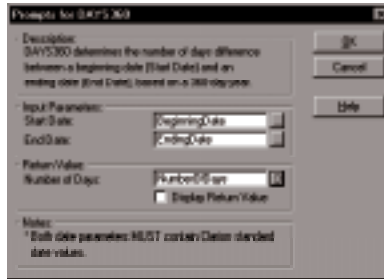 Prompts for DAYS360
Description:
DAYS360 determines the number of days difference
between a beginning date (Start Date) and an
ending date (End Date), based on a 360 day year.
OK
Cancel
Help
Input Parameters:
Start Date: BeginningDate
End Date: EndingDate
Return Value:
Number of Days: NumberOfDays
Display Return Value
Notes:
* Both date parameters MUST contain Clarion standard
date values.